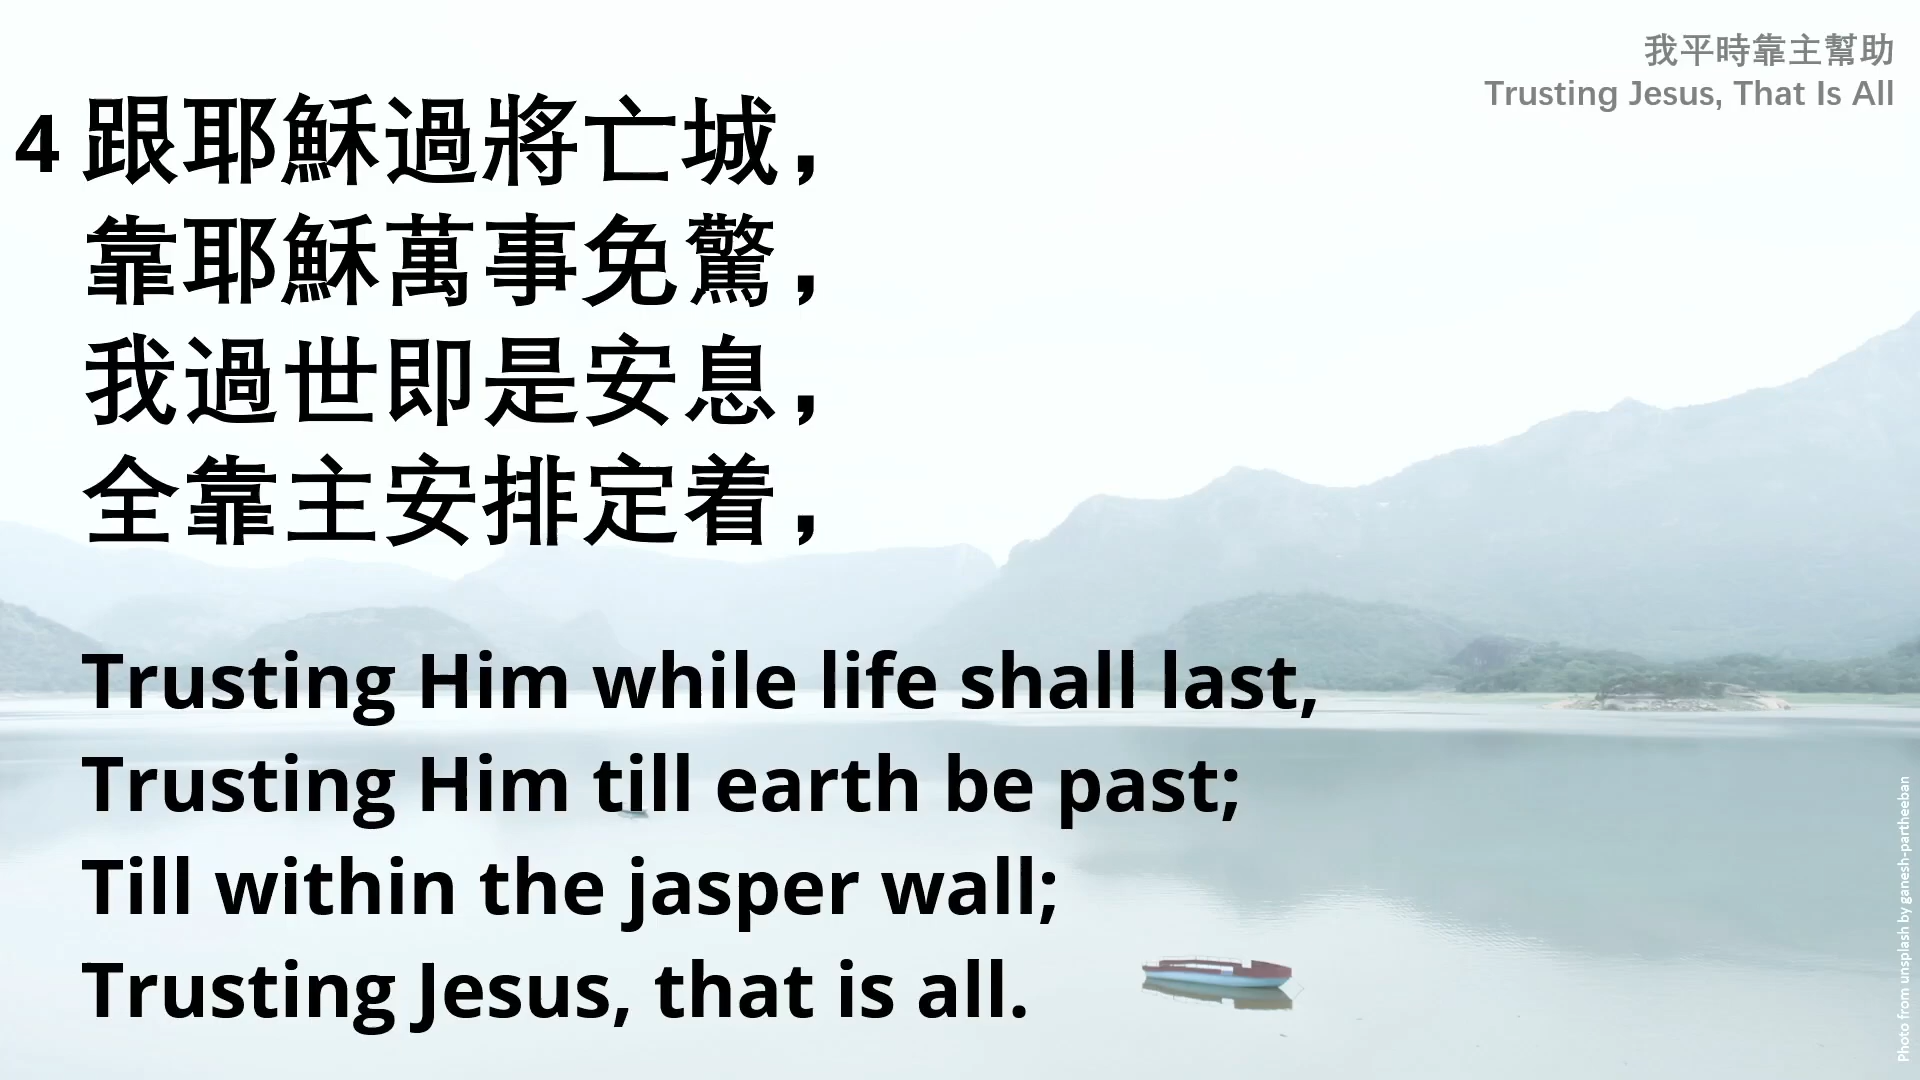 我平時靠主幫助
Trusting Jesus, That Is All
4 跟耶穌過將亡城，
靠耶穌萬事免驚，
我過世即是安息，
全靠主安排定着，
Trusting Him while life shall last,
Trusting Him till earth be past;
Till within the jasper wall;
Trusting Jesus, that is all.
Photo from unsplash by ganesh-partheeban